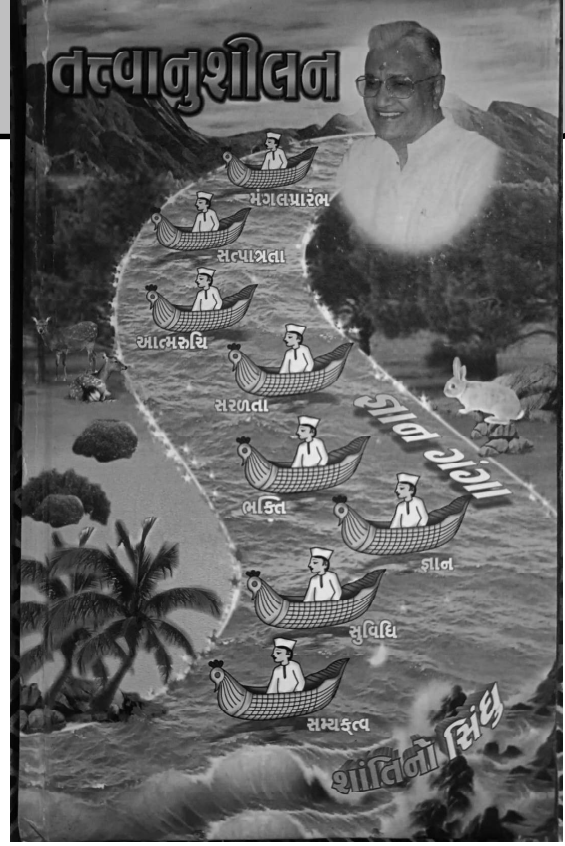 તત્ત્વાનુશીલન
મંગલપ્રારંભ
સત્પાત્રતા
આત્મરુચિ
સરળતા
જ્ઞાન ગંગા
ભક્તિ
જ્ઞાન
સુવિધિ
સમ્યક્ત્વ
શાંતિનો સિંધુ